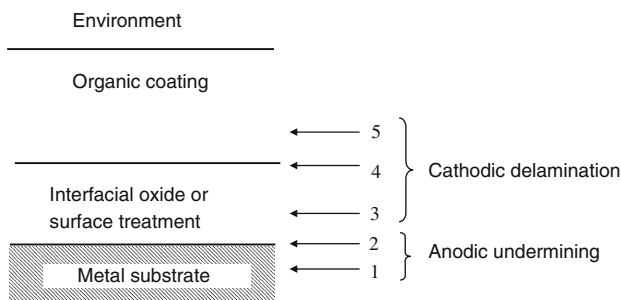 Environment
Organic coating
5
4
Cathodic delamination
Interfacial oxide or
surface treatment
3
2
Anodic undermining
1
Metal substrate